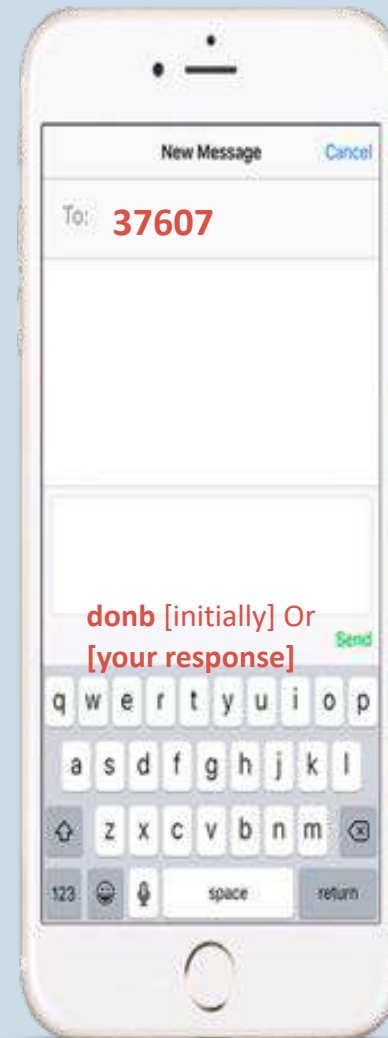 New Message Cancel
To: 37607
donb [initially] Or
[your response]
Send
q w e r t y u i o p
a s d f g h j k l
z x c v b n m
123 space return